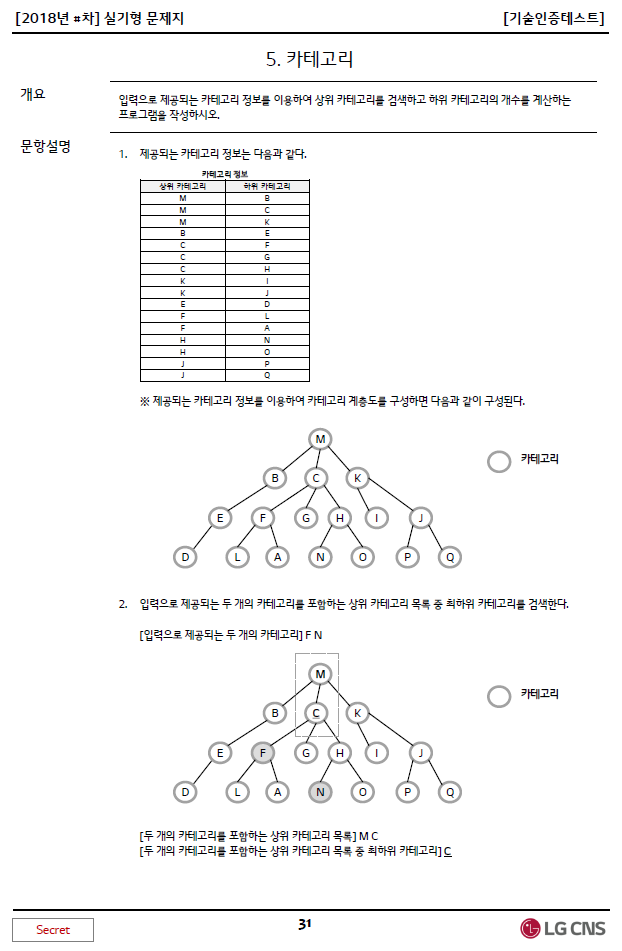 [2018년 #차] 실기형 문제지 [기술인증테스트]
5. 카테고리
개요
입력으로 제공되는 카테고리 정보를 이용하여 상위 카테고리를 검색하고 하위 카테고리의 개수를 계산하는
프로그램을 작성하시오.
문항설명
1. 제공되는 카테고리 정보는 다음과 같다.
카테고리 정보
상위 카테고리 하위 카테고리
M B
M C
M K
B E
C F
C G
C H
K I
K J
E D
F L
F A
H N
H O
J P
J Q
※ 제공되는 카테고리 정보를 이용하여 카테고리 계층도를 구성하면 다음과 같이 구성된다.
M
카테고리
B C K
E F G H I J
D L A N O P Q
2. 입력으로 제공되는 두 개의 카테고리를 포함하는 상위 카테고리 목록 중 최하위 카테고리를 검색한다.
[입력으로 제공되는 두 개의 카테고리] F N
M
카테고리
B C K
E F G H I J
D L A N O P Q
[두 개의 카테고리를 포함하는 상위 카테고리 목록] M C
[두 개의 카테고리를 포함하는 상위 카테고리 목록 중 최하위 카테고리] C
Secret
31
LG CNS